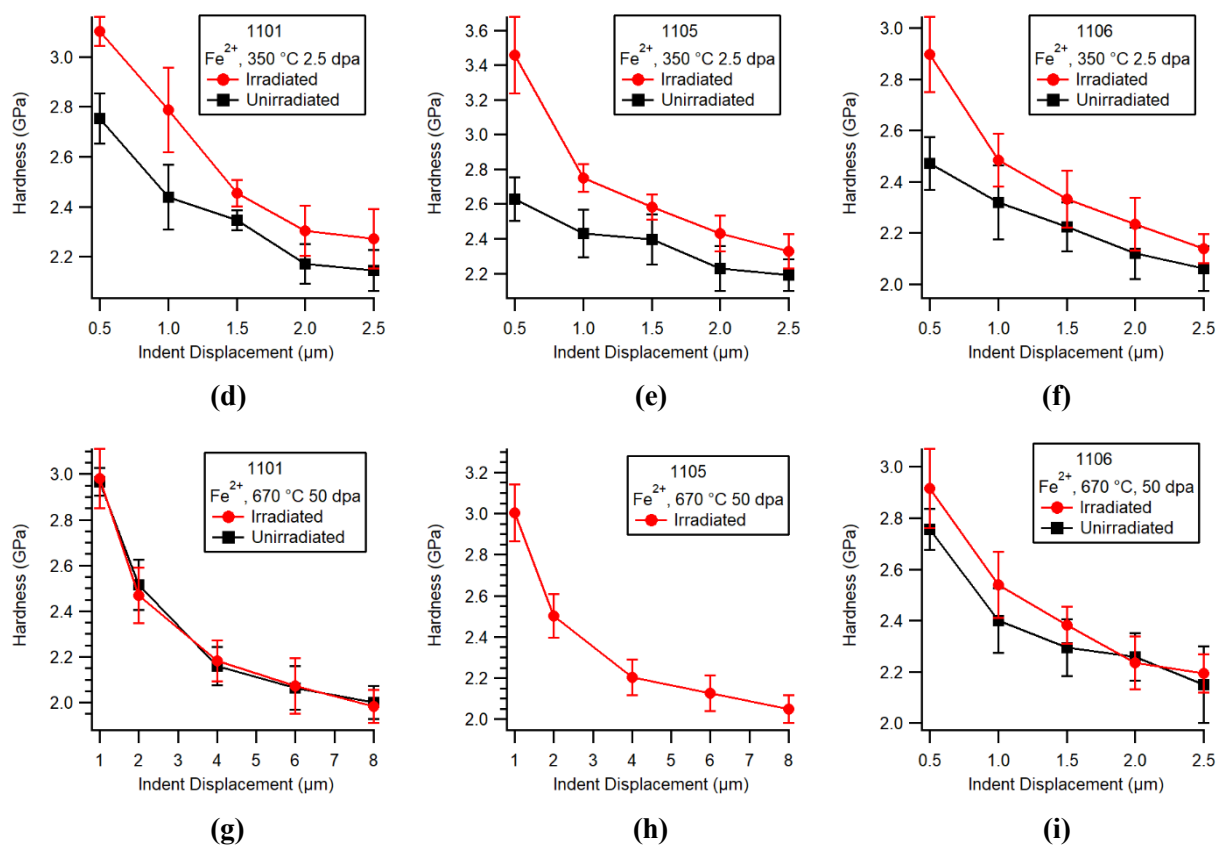 1101
Fe2+, 350 °C 2.5 dpa
Irradiated
Unirradiated
Hardness (GPa)
3.0
2.8
2.6
2.4
2.2
0.5 1.0 1.5 2.0 2.5
Indent Displacement (µm)
(d)
1105
Fe2+, 350 °C 2.5 dpa
Irradiated
Unirradiated
Hardness (GPa)
3.6
3.4
3.2
3.0
2.8
2.6
2.4
2.2
0.5 1.0 1.5 2.0 2.5
Indent Displacement (µm)
(e)
1106
Fe2+, 350 °C 2.5 dpa
Irradiated
Unirradiated
Hardness (GPa)
3.0
2.8
2.6
2.4
2.2
2.0
0.5 1.0 1.5 2.0 2.5
Indent Displacement (µm)
(f)
1101
Fe2+, 670 °C 50 dpa
Irradiated
Unirradiated
Hardness (GPa)
3.0
2.8
2.6
2.4
2.2
2.0
1 2 3 4 5 6 7 8
Indent Displacement (µm)
(g)
1105
Fe2+, 670 °C 50 dpa
Irradiated
Hardness (GPa)
3.2
3.0
2.8
2.6
2.4
2.2
2.0
1 2 3 4 5 6 7 8
Indent Displacement (µm)
(h)
1106
Fe2+, 670 °C, 50 dpa
Irradiated
Unirradiated
Hardness (GPa)
3.0
2.8
2.6
2.4
2.2
2.0
0.5 1.0 1.5 2.0 2.5
Indent Displacement (µm)
(i)